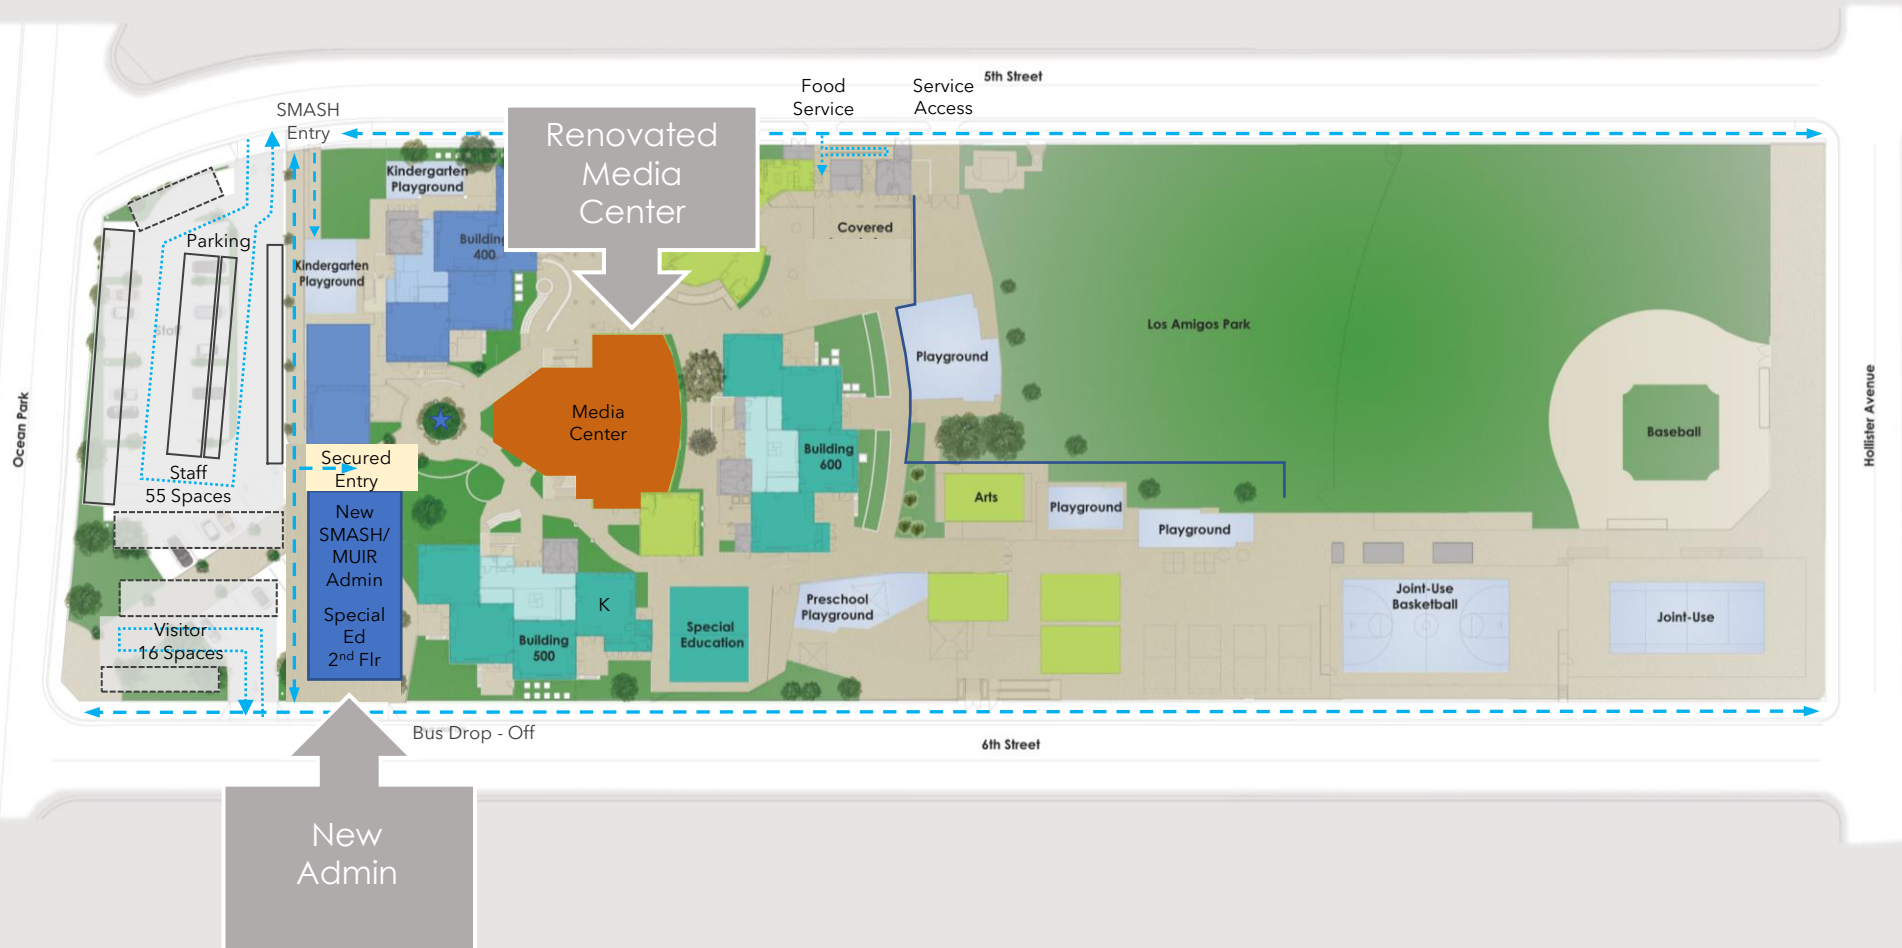 5th Street
Food
Service
Service
Access
SMASH
Entry
Renovated
Media
Center
Kindergarten
Playground
Covered
Parking
Building
400
Kindergarten
Playground
Staff
Los Amigos Park
Playground
Ocean Park
Hollister Avenue
Media
Center
Baseball
Building
600
Secured
Entry
Staff
55 Spaces
Arts
Playground
Playground
New
SMASH/
MUIR
Admin
Special
Ed
2nd Flr
K
Preschool
Playground
Joint-Use
Basketball
Joint-Use
Visitor
16 Spaces
Building
500
Special
Education
Bus Drop - Off
6th Street
New
Admin